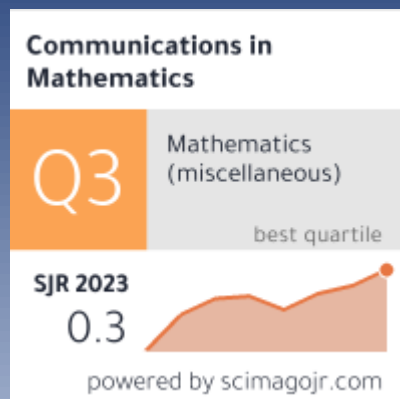 Communications in
Mathematics
Q3
Mathematics
(miscellaneous)
best quartile
SJR 2023
0.3
powered by scimagojr.com